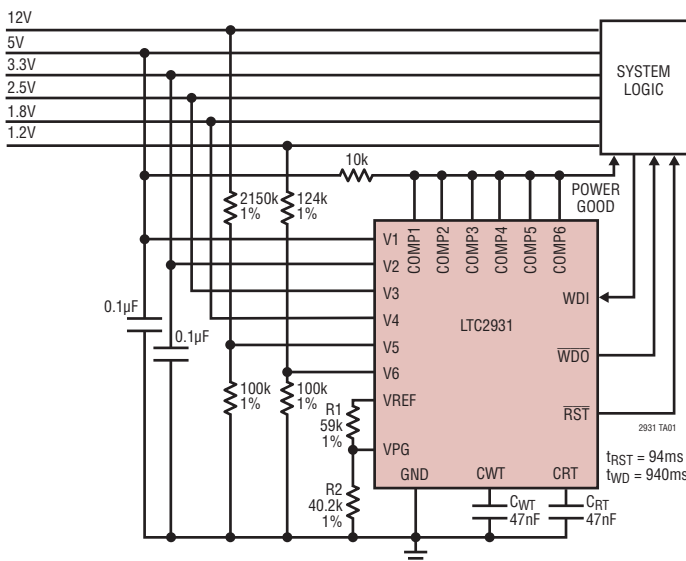 12V
5V
3.3V
2.5V
1.8V
1.2V
SYSTEM
LOGIC
10k
POWER
GOOD
2150k
1%
124k
1%
COMP1
COMP2
COMP3
COMP4
COMP5
COMP6
V1
V2
V3
V4
V5
V6
VREF
VPG
LTC2931
WDI
WDO
RST
0.1µF
0.1µF
100k
1%
100k
1%
R1
59k
1%
R2
40.2k
1%
GND
CWT
CRT
2931 TA01
tRST = 94ms
tWD = 940ms
CWT
47nF
CRT
47nF